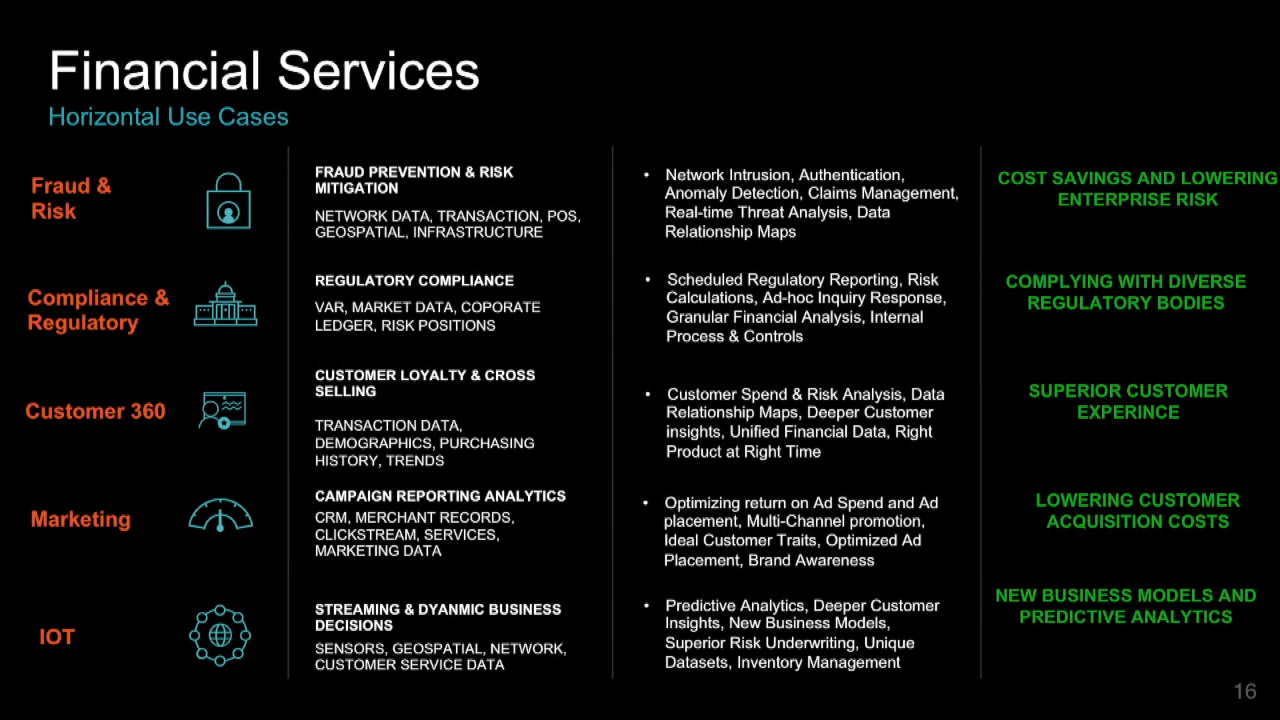 Financial Services
Horizontal Use Cases
Fraud &
Risk
FRAUD PREVENTION & RISK
MITIGATION
NETWORK DATA, TRANSACTION, POS,
GEOSPATIAL, INFRASTRUCTURE
• Network Intrusion, Authentication,
Anomaly Detection, Claims Management,
Real-time Threat Analysis, Data
Relationship Maps
COST SAVINGS AND LOWERING
ENTERPRISE RISK
Compliance &
Regulatory
REGULATORY COMPLIANCE
VAR, MARKET DATA, COPORATE
LEDGER, RISK POSITIONS
• Scheduled Regulatory Reporting, Risk
Calculations, Ad-hoc Inquiry Response,
Granular Financial Analysis, Internal
Process & Controls
COMPLYING WITH DIVERSE
REGULATORY BODIES
Customer 360
CUSTOMER LOYALTY & CROSS
SELLING
TRANSACTION DATA,
DEMOGRAPHICS, PURCHASING
HISTORY, TRENDS
• Customer Spend & Risk Analysis, Data
Relationship Maps, Deeper Customer
insights, Unified Financial Data, Right
Product at Right Time
SUPERIOR CUSTOMER
EXPERINCE
Marketing
CAMPAIGN REPORTING ANALYTICS
CRM, MERCHANT RECORDS,
CLICKSTREAM, SERVICES,
MARKETING DATA
• Optimizing return on Ad Spend and Ad
placement, Multi-Channel promotion,
Ideal Customer Traits, Optimized Ad
Placement, Brand Awareness
LOWERING CUSTOMER
ACQUISITION COSTS
IOT
STREAMING & DYANMIC BUSINESS
DECISIONS
SENSORS, GEOSPATIAL, NETWORK,
CUSTOMER SERVICE DATA
• Predictive Analytics, Deeper Customer
Insights, New Business Models,
Superior Risk Underwriting, Unique
Datasets, Inventory Management
NEW BUSINESS MODELS AND
PREDICTIVE ANALYTICS
16